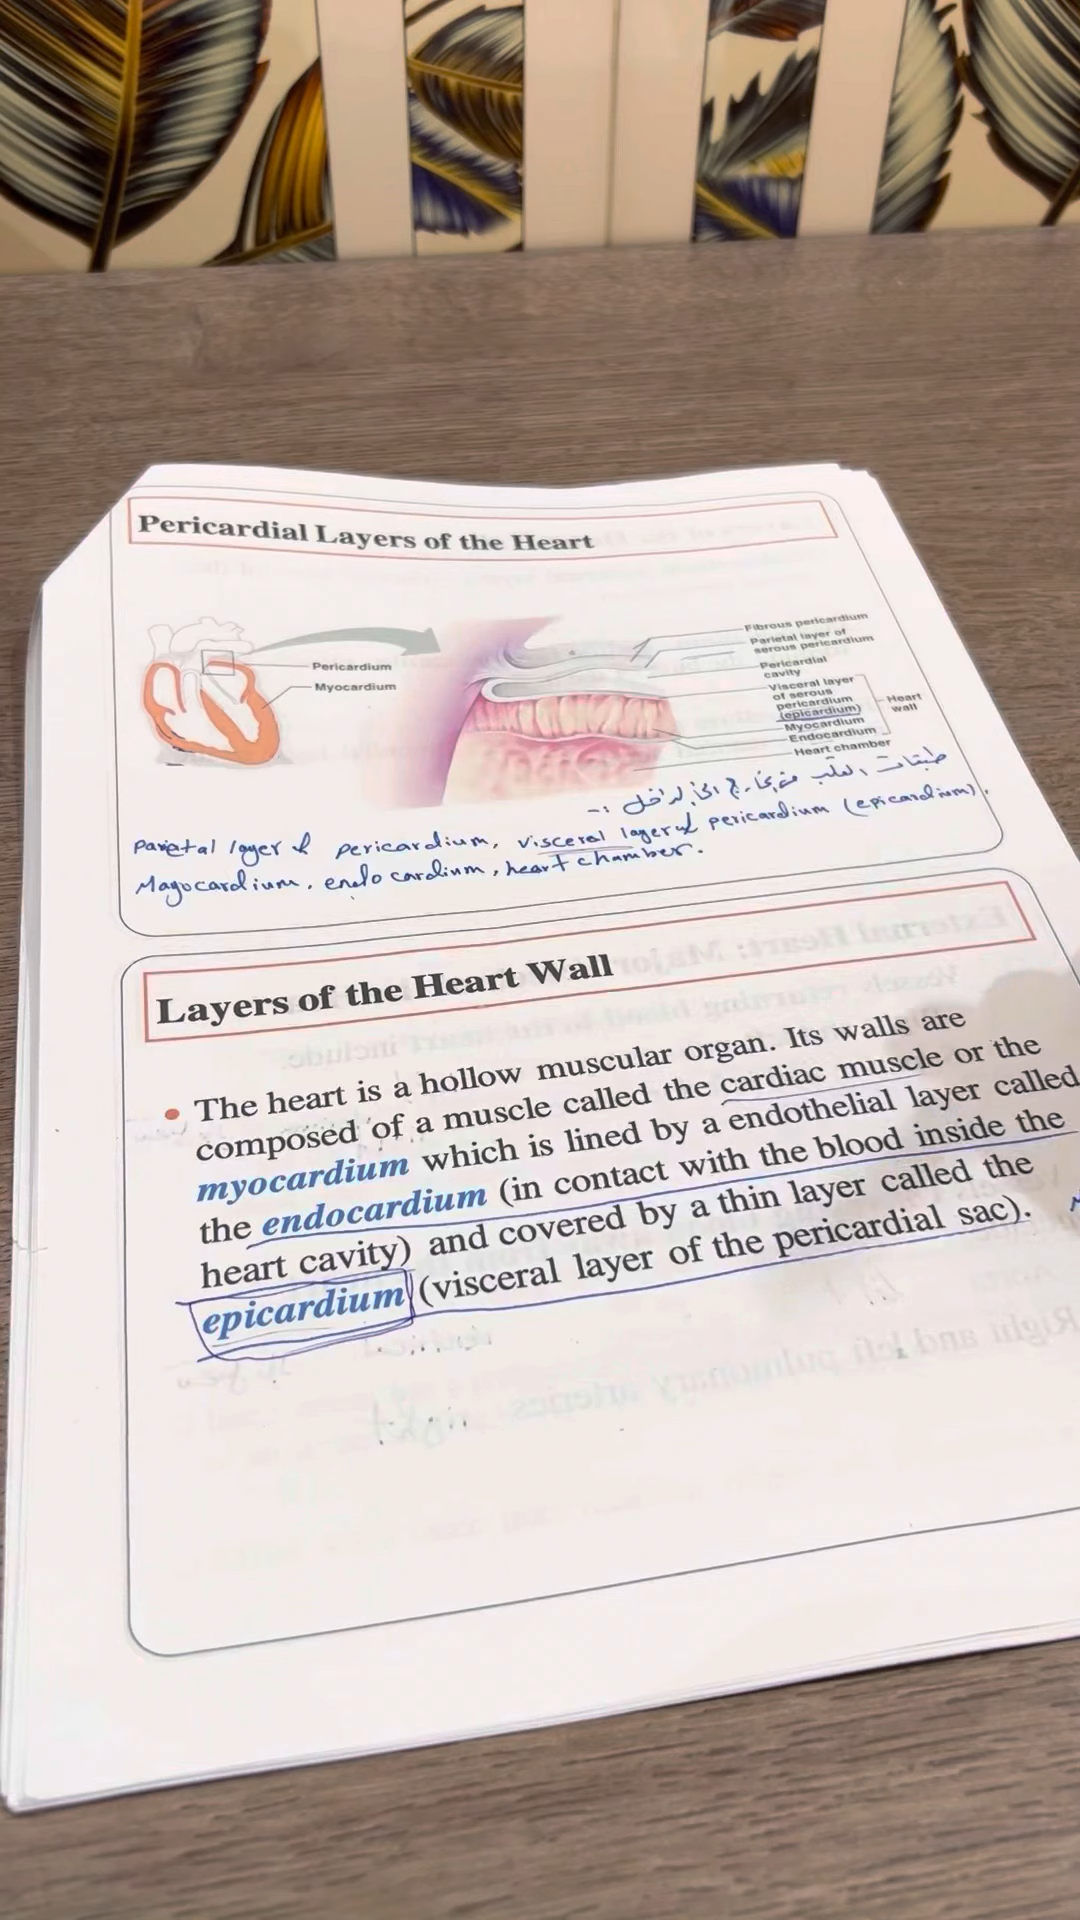 Pericardial Layers of the Heart
Pericardium
Myocardium
Fibrous pericardium
Parietal layer of
serous pericardium
Pericardial
cavity
Visceral layer
of serous
pericardium
(epicardium)
Myocardium
Endocardium
Heart chamber
Heart
wall
طبقات القلب من الخارج الى الداخل :-
parietal layer of pericardium, visceral layer of pericardium (epicardium),
Mayocardium, endo cardium, heart chamber.
Layers of the Heart Wall
• The heart is a hollow muscular organ. Its walls are
composed of a muscle called the cardiac muscle or the
myocardium which is lined by a endothelial layer called
the endocardium (in contact with the blood inside the
heart cavity) and covered by a thin layer called the
epicardium (visceral layer of the pericardial sac).